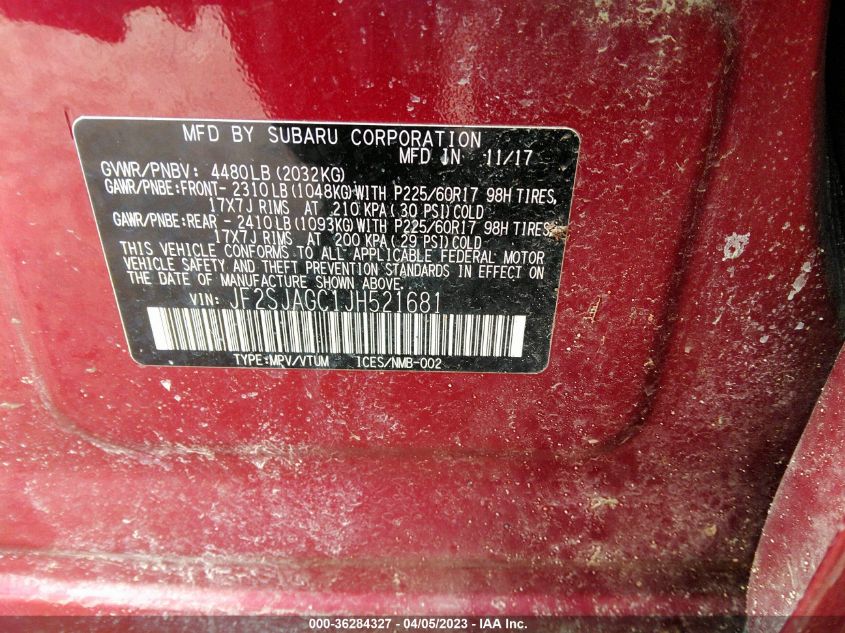 MFD BY SUBARU CORPORATION
MFD IN 11/17
GVWR/PNBV: 4480LB (2032KG)
GAWR/PNBE:FRONT- 2310LB(1048KG)WITH P225/60R17 98H TIRES,
17X7J RIMS AT 210 KPA(30 PSI)COLD
GAWR/PNBE:REAR - 2410LB(1093KG)WITH P225/60R17 98H TIRES,
17X7J RIMS AT 200 KPA(29 PSI)COLD
THIS VEHICLE CONFORMS TO ALL APPLICABLE FEDERAL MOTOR
VEHICLE SAFETY AND THEFT PREVENTION STANDARDS IN EFFECT ON
THE DATE OF MANUFACTURE SHOWN ABOVE.
VIN: JF2SJAGC1JH521681
TYPE:MPV/VTUM ICES/NMB-002
000-36284327 - 04/05/2023 - IAA Inc.